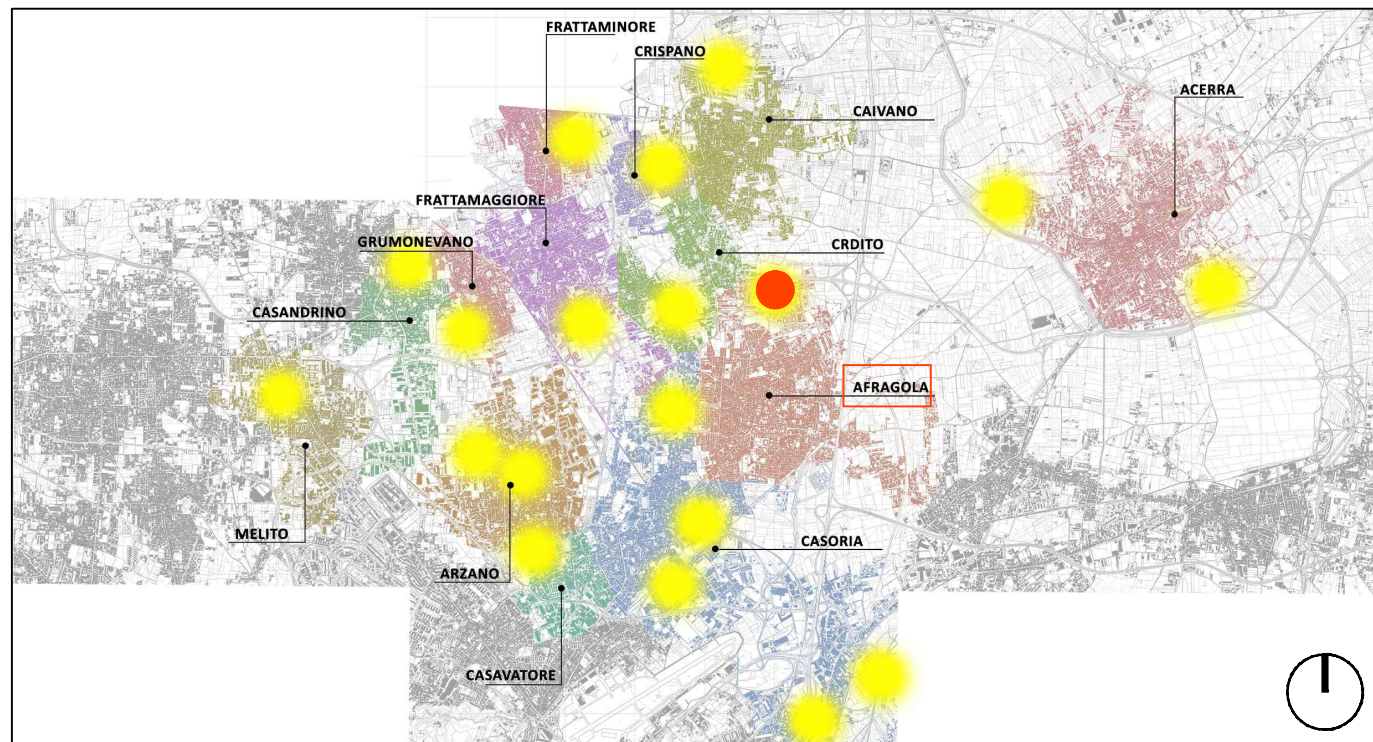 FRATTAMINORE
CRISPANO
ACERRA
CAIVANO
FRATTAMAGGIORE
GRUMONEVANO
CRDITO
CASANDRINO
AFRAGOLA
MELITO
CASORIA
ARZANO
CASAVATORE